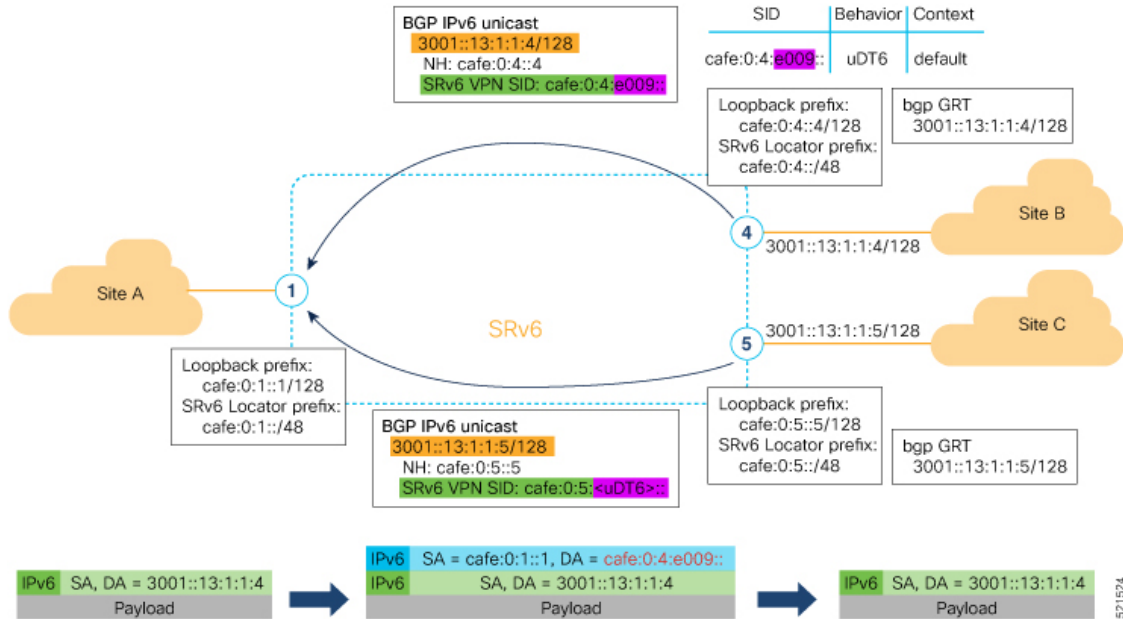 BGP IPv6 unicast
3001::13:1:1:4/128
NH: cafe:0:4::4
SRv6 VPN SID: cafe:0:4:e009::
SID Behavior Context
cafe:0:4:e009:: uDT6 default
Loopback prefix:
cafe:0:4::4/128
SRv6 Locator prefix:
cafe:0:4::/48
bgp GRT
3001::13:1:1:4/128
Site A
1
SRv6
4
3001::13:1:1:4/128
Site B
5
3001::13:1:1:5/128
Site C
Loopback prefix:
cafe:0:1::1/128
SRv6 Locator prefix:
cafe:0:1::/48
BGP IPv6 unicast
3001::13:1:1:5/128
NH: cafe:0:5::5
SRv6 VPN SID: cafe:0:5:<uDT6>::
Loopback prefix:
cafe:0:5::5/128
SRv6 Locator prefix:
cafe:0:5::/48
bgp GRT
3001::13:1:1:5/128
IPv6 SA, DA = 3001::13:1:1:4
Payload
IPv6 SA = cafe:0:1::1, DA = cafe:0:4:e009::
IPv6 SA, DA = 3001::13:1:1:4
Payload
IPv6 SA, DA = 3001::13:1:1:4
Payload
521524